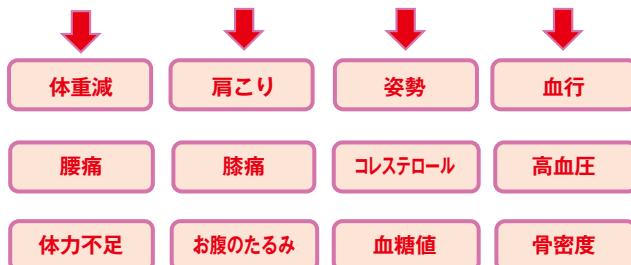 体重減 肩こり 姿勢 血行
腰痛 膝痛 コレステロール 高血圧
体力不足 お腹のたるみ 血糖値 骨密度